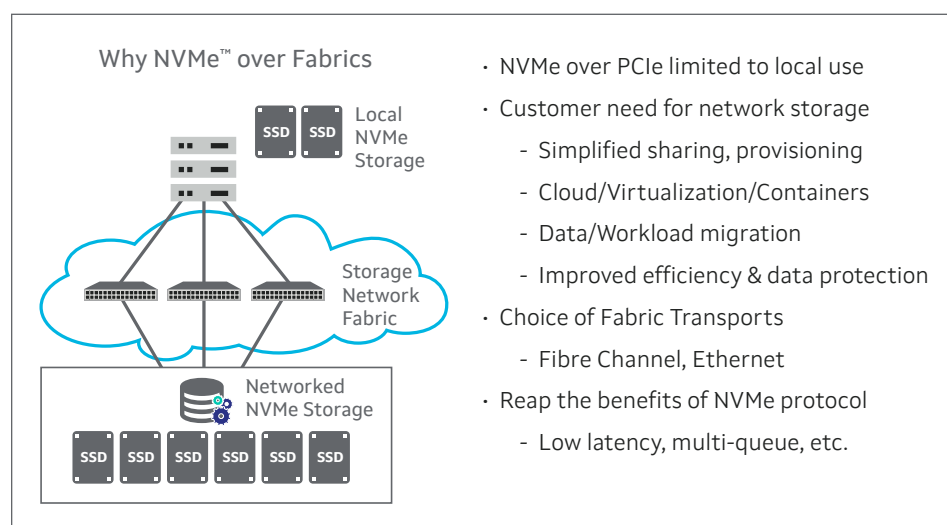 Why NVMe™ over Fabrics
SSD SSD
Local
NVMe
Storage
Storage
Network
Fabric
Networked
NVMe Storage
SSD SSD SSD SSD SSD SSD
· NVMe over PCIe limited to local use
· Customer need for network storage
- Simplified sharing, provisioning
- Cloud/Virtualization/Containers
- Data/Workload migration
- Improved efficiency & data protection
· Choice of Fabric Transports
- Fibre Channel, Ethernet
· Reap the benefits of NVMe protocol
- Low latency, multi-queue, etc.